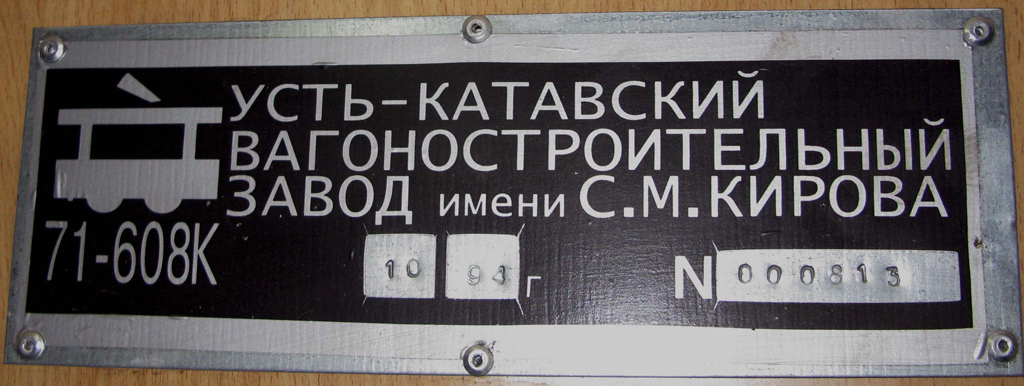 УСТЬ-КАТАВСКИЙ
ВАГОНОСТРОИТЕЛЬНЫЙ
ЗАВОД имени С.М.КИРОВА
71-608К
10 94 г N 000813